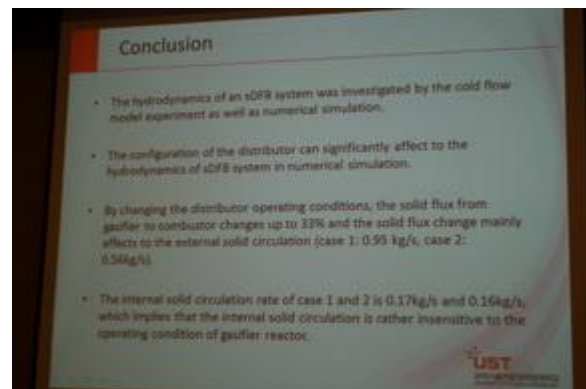 Conclusion
• The hydrodynamics of an sDFB system was investigated by the cold flow
model experiment as well as numerical simulation.
• The configuration of the distributor can significantly affect to the
hydrodynamics of sDFB system in numerical simulation.
• By changing the distributor operating conditions, the solid flux from
gasifier to combustor changes up to 33% and the solid flux change mainly
affects to the external solid circulation (case 1: 0.95 kg/s, case 2:
0.56kg/s).
• The internal solid circulation rate of case 1 and 2 is 0.17kg/s and 0.16kg/s,
which implies that the internal solid circulation is rather insensitive to the
operating condition of gasifier reactor.
UST